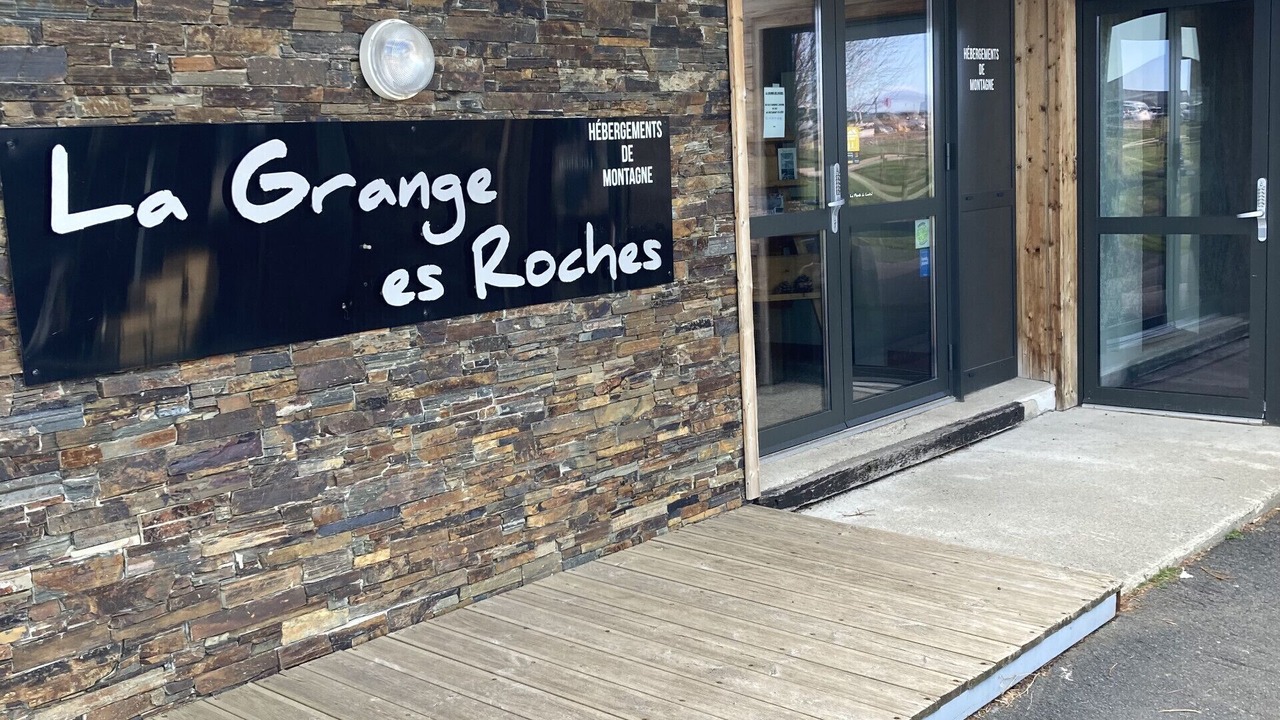 La Grange
es Roches
HÉBERGEMENTS
DE
MONTAGNE
HÉBERGEMENTS
DE
MONTAGNE